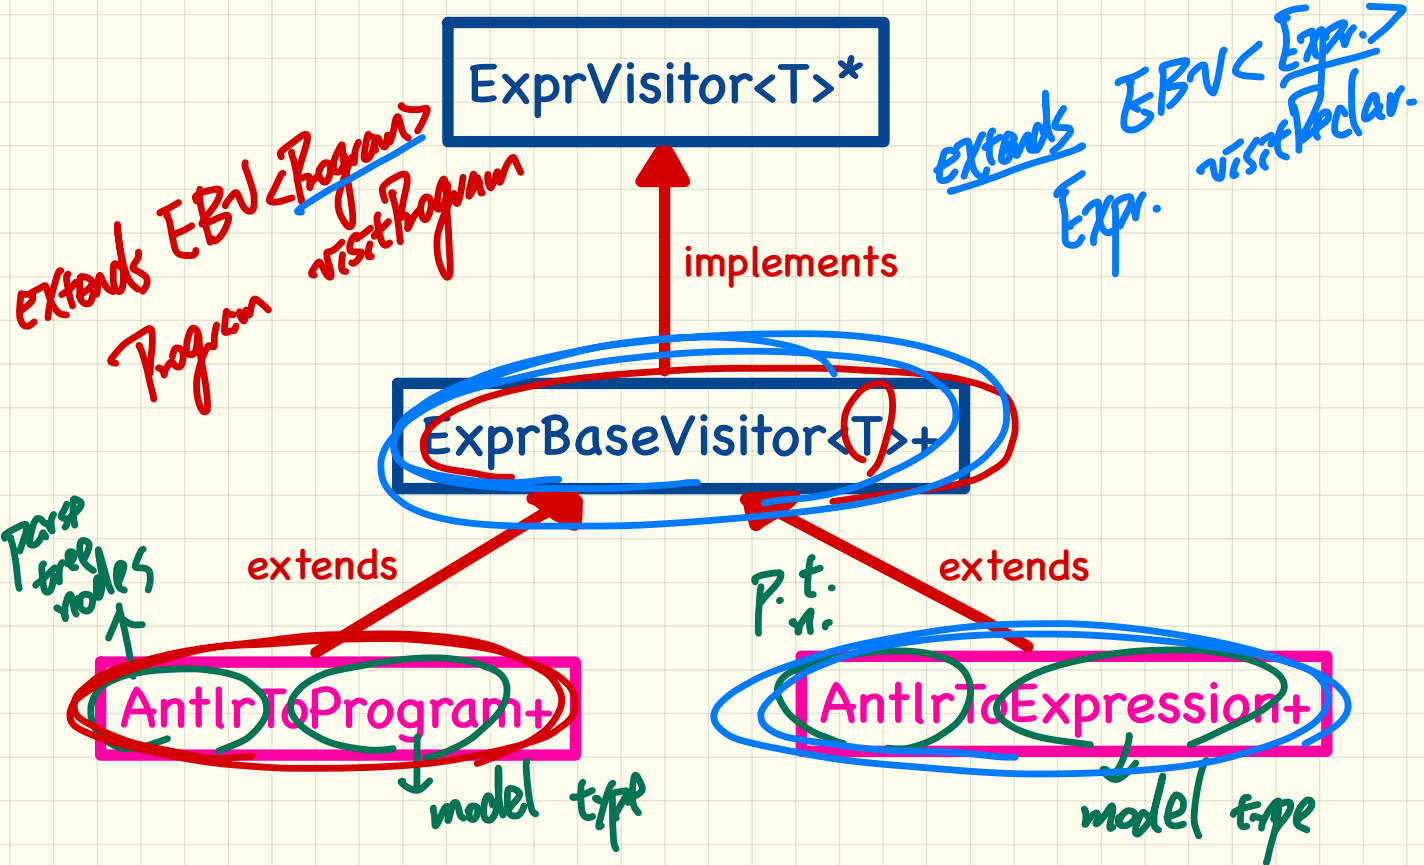 ExprVisitor<T>*
extends EBV<Program>
Program visitProgram
extends EBV<Expr.>
Expr. visitDeclar.
implements
ExprBaseVisitor<T>+
extends
extends
parse
tree
nodes
p. t.
n.
AntlrToProgram+
AntlrToExpression+
model type
model type